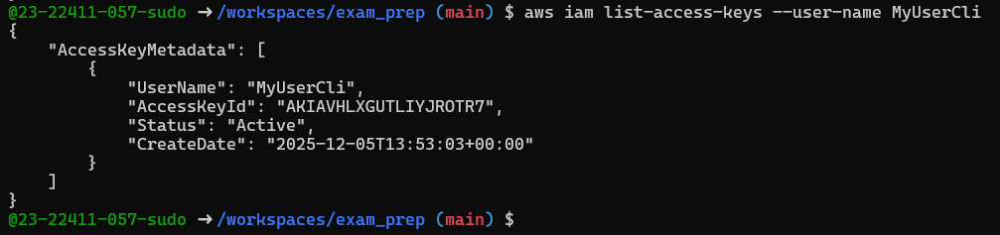 @23-22411-057-sudo → /workspaces/exam_prep (main) $ aws iam list-access-keys --user-name MyUserCli
{
    "AccessKeyMetadata": [
        {
            "UserName": "MyUserCli",
            "AccessKeyId": "AKIAVHLXGUTLIYJROTR7",
            "Status": "Active",
            "CreateDate": "2025-12-05T13:53:03+00:00"
        }
    ]
}
@23-22411-057-sudo → /workspaces/exam_prep (main) $